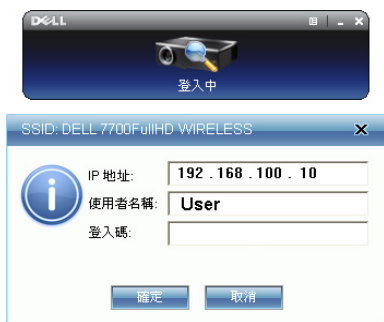 DELL
登入中
SSID: DELL 7700FullHD WIRELESS
IP 地址: 192 . 168 . 100 . 10
使用者名稱: User
登入碼:
確定 取消